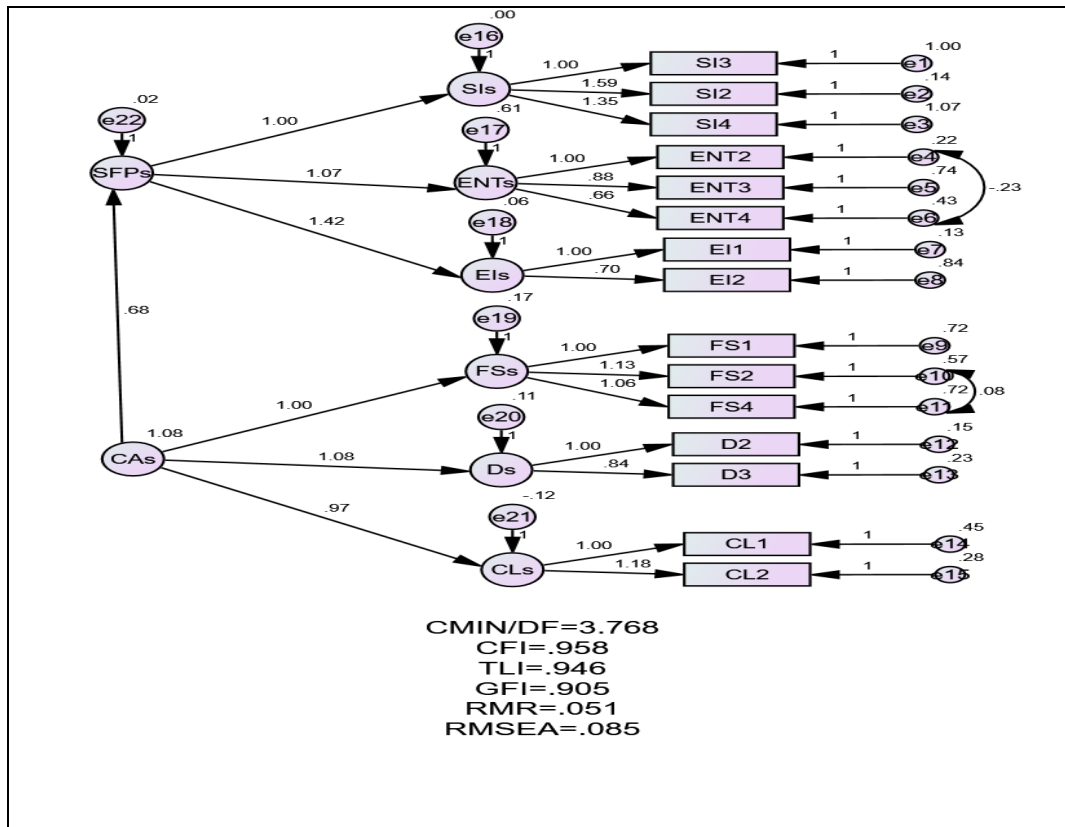 .00
e16
1
1.00
SI3
1
1.00
e1
SIs
1.59
SI2
1
.14
e2
1.35
SI4
1
1.07
e3
.02
e22
1
SFPs
1.00
.61
e17
1
1.00
ENT2
1
.22
e4
1.07
ENTs
.88
ENT3
1
.74
e5
-.23
.66
ENT4
1
.43
e6
1.42
.06
e18
1
1.00
EI1
1
.13
e7
EIs
.70
EI2
1
.84
e8
.68
.17
e19
1
1.00
FS1
1
.72
e9
FSs
1.13
FS2
1
.57
e10
1.06
FS4
1
.72
e11
.08
1.00
.11
e20
1
1.00
D2
1
.15
e12
1.08
CAs
1.08
Ds
.84
D3
1
.23
e13
.97
-.12
e21
1
1.00
CL1
1
.45
e14
CLs
1.18
CL2
1
.28
e15
CMIN/DF=3.768
CFI=.958
TLI=.946
GFI=.905
RMR=.051
RMSEA=.085